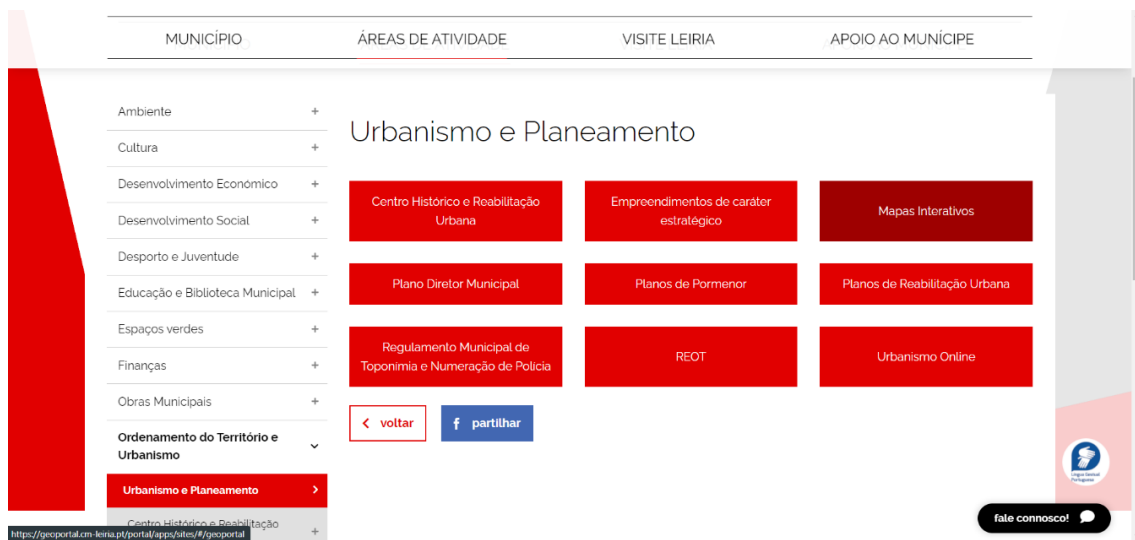 MUNICÍPIO
ÁREAS DE ATIVIDADE
VISITE LEIRIA
APOIO AO MUNÍCIPE
Ambiente +
Cultura +
Desenvolvimento Económico +
Desenvolvimento Social +
Desporto e Juventude +
Educação e Biblioteca Municipal +
Espaços verdes +
Finanças +
Obras Municipais +
Ordenamento do Território e
Urbanismo
Urbanismo e Planeamento
Centro Histórico e Reabilitação
+
https://geoportal.cm-leiria.pt/portal/apps/sites/#/geoportal
Urbanismo e Planeamento
Centro Histórico e Reabilitação
Urbana
Empreendimentos de caráter
estratégico
Mapas Interativos
Plano Diretor Municipal
Planos de Pormenor
Planos de Reabilitação Urbana
Regulamento Municipal de
Toponímia e Numeração de Polícia
REOT
Urbanismo Online
voltar
f partilhar
Língua Gestual
Portuguesa
fale connosco!